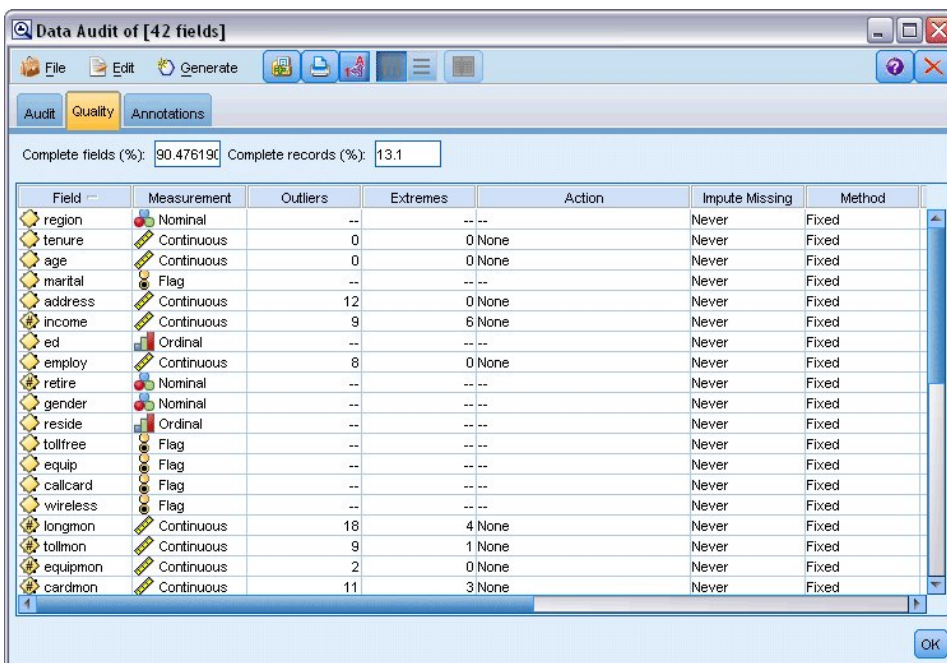 Data Audit of [42 fields]
File Edit Generate
Audit Quality Annotations
Complete fields (%): 90.476190 Complete records (%): 13.1
Field Measurement Outliers Extremes Action Impute Missing Method
region Nominal -- -- -- Never Fixed
tenure Continuous 0 0 None Never Fixed
age Continuous 0 0 None Never Fixed
marital Flag -- -- -- Never Fixed
address Continuous 12 0 None Never Fixed
income Continuous 9 6 None Never Fixed
ed Ordinal -- -- -- Never Fixed
employ Continuous 8 0 None Never Fixed
retire Nominal -- -- -- Never Fixed
gender Nominal -- -- -- Never Fixed
reside Ordinal -- -- -- Never Fixed
tollfree Flag -- -- -- Never Fixed
equip Flag -- -- -- Never Fixed
callcard Flag -- -- -- Never Fixed
wireless Flag -- -- -- Never Fixed
longmon Continuous 18 4 None Never Fixed
tollmon Continuous 9 1 None Never Fixed
equipmon Continuous 2 0 None Never Fixed
cardmon Continuous 11 3 None Never Fixed
OK